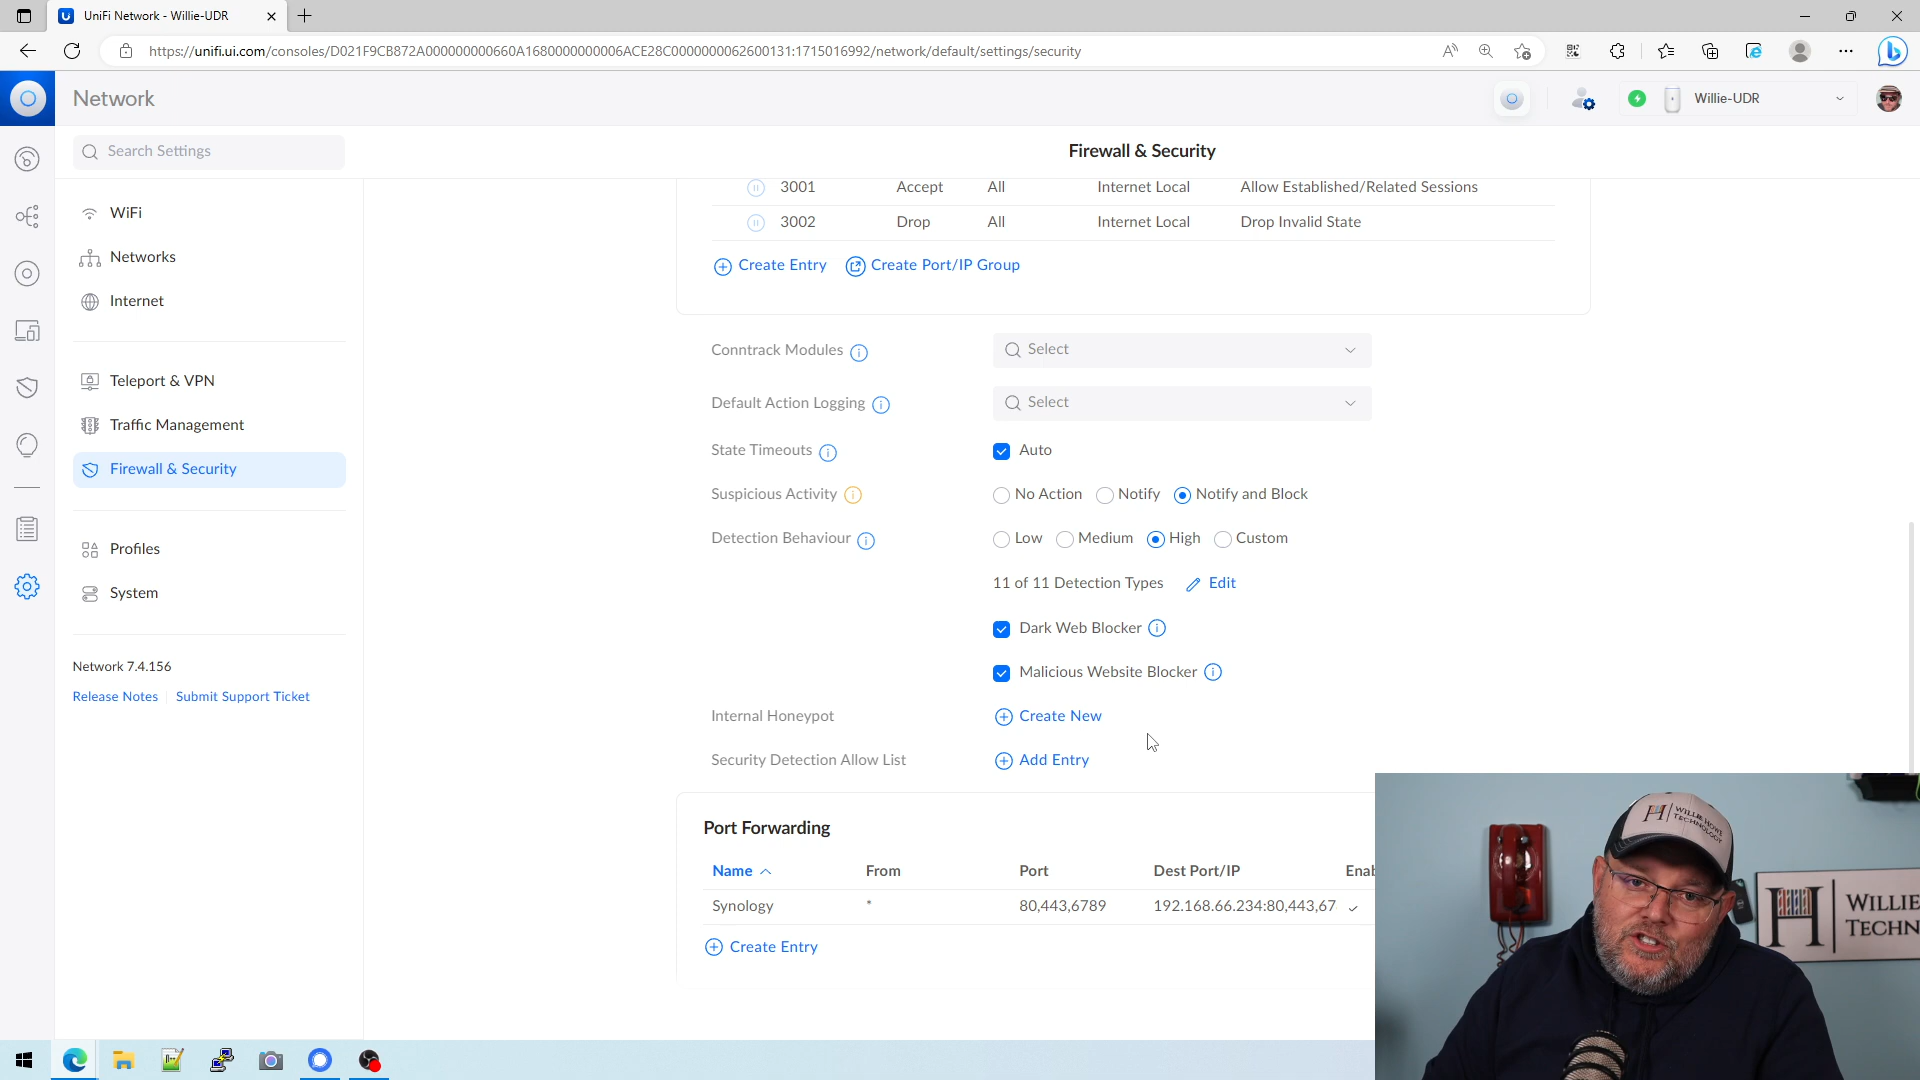 UniFi Network - Willie-UDR
https://unifi.ui.com/consoles/D021F9CB872A000000000660A1680000000006ACE28C0000000062600131:1715016992/network/default/settings/security
Network
Willie-UDR
Search Settings
Firewall & Security
WiFi
Networks
Internet
Teleport & VPN
Traffic Management
Firewall & Security
Profiles
System
Network 7.4.156
Release Notes Submit Support Ticket
3001 Accept All Internet Local Allow Established/Related Sessions
3002 Drop All Internet Local Drop Invalid State
Create Entry Create Port/IP Group
Conntrack Modules Select
Default Action Logging Select
State Timeouts Auto
Suspicious Activity No Action Notify Notify and Block
Detection Behaviour Low Medium High Custom
11 of 11 Detection Types Edit
Dark Web Blocker
Malicious Website Blocker
Internal Honeypot Create New
Security Detection Allow List Add Entry
Port Forwarding
Name From Port Dest Port/IP Enab
Synology * 80,443,6789 192.168.66.234:80,443,67
Create Entry
H WILLIE HOWE
TECHNOLOGY
H WILLIE
TECHN